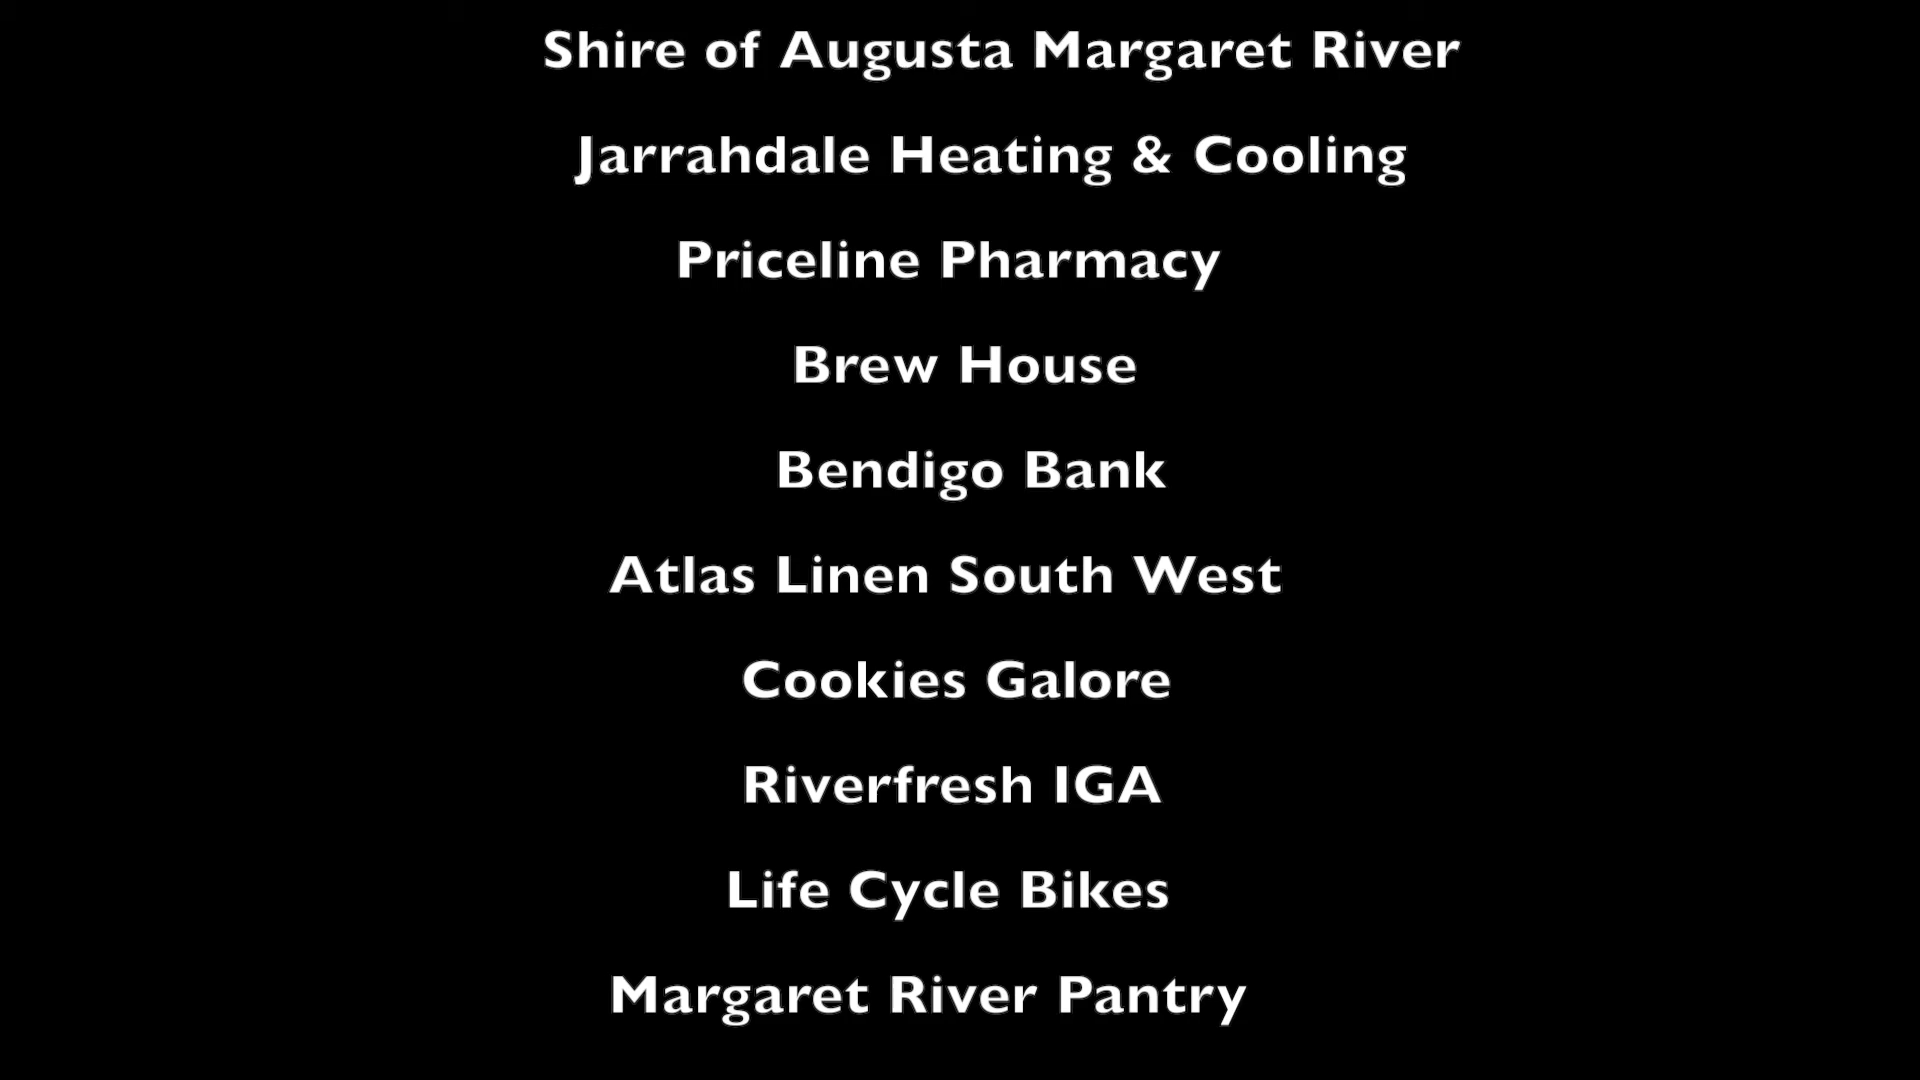 Shire of Augusta Margaret River
Jarrahdale Heating & Cooling
Priceline Pharmacy
Brew House
Bendigo Bank
Atlas Linen South West
Cookies Galore
Riverfresh IGA
Life Cycle Bikes
Margaret River Pantry